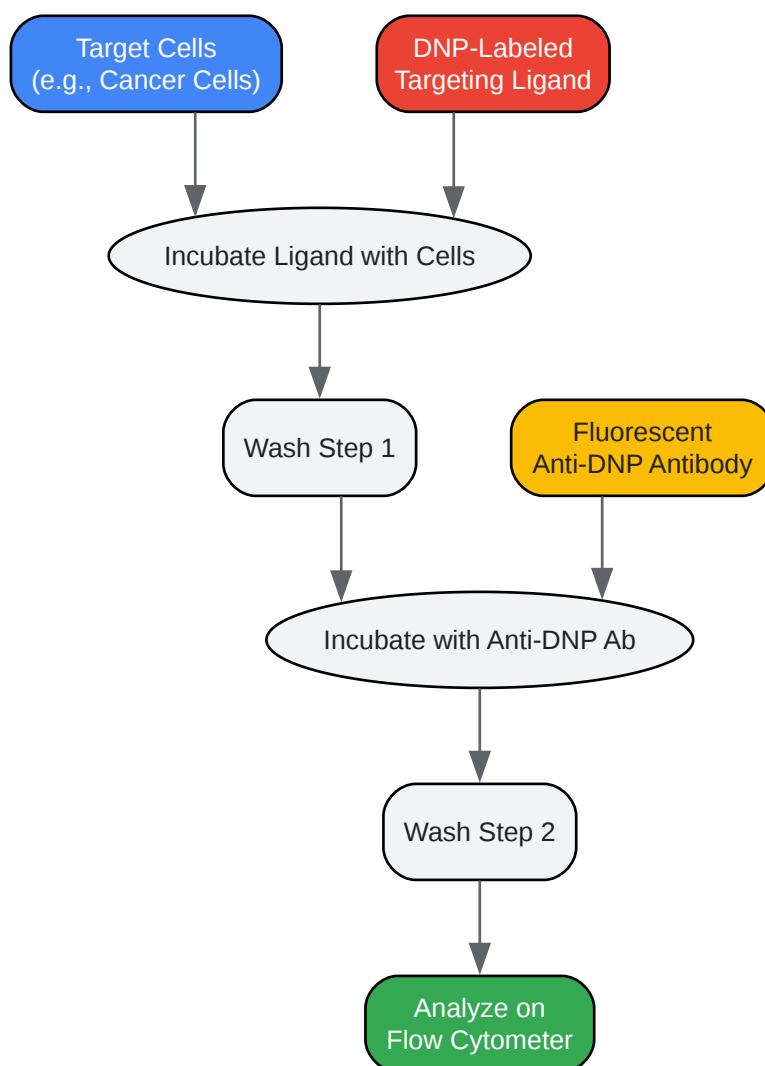 Target Cells
(e.g., Cancer Cells)
DNP-Labeled
Targeting Ligand
Incubate Ligand with Cells
Wash Step 1
Fluorescent
Anti-DNP Antibody
Incubate with Anti-DNP Ab
Wash Step 2
Analyze on
Flow Cytometer